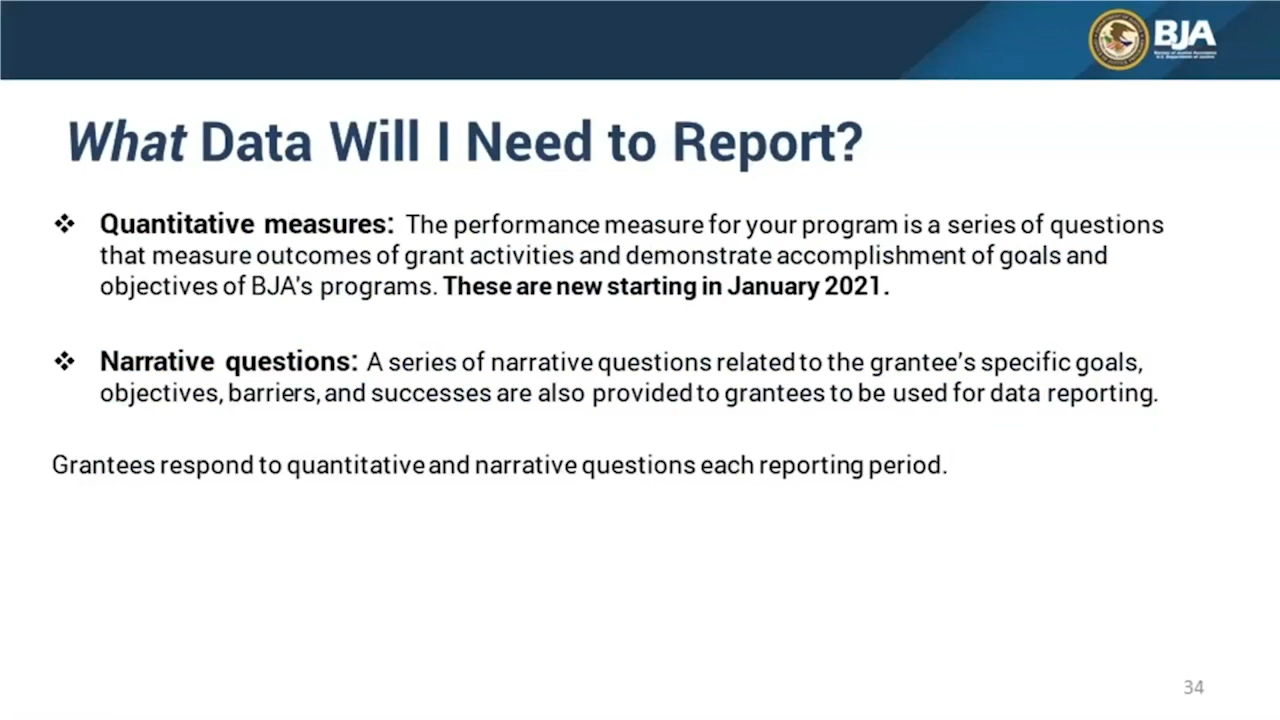 BJA
Bureau of Justice Assistance
U.S. Department of Justice
What Data Will I Need to Report?
❖ Quantitative measures: The performance measure for your program is a series of questions
that measure outcomes of grant activities and demonstrate accomplishment of goals and
objectives of BJA's programs. These are new starting in January 2021.
❖ Narrative questions: A series of narrative questions related to the grantee's specific goals,
objectives, barriers, and successes are also provided to grantees to be used for data reporting.
Grantees respond to quantitative and narrative questions each reporting period.
34